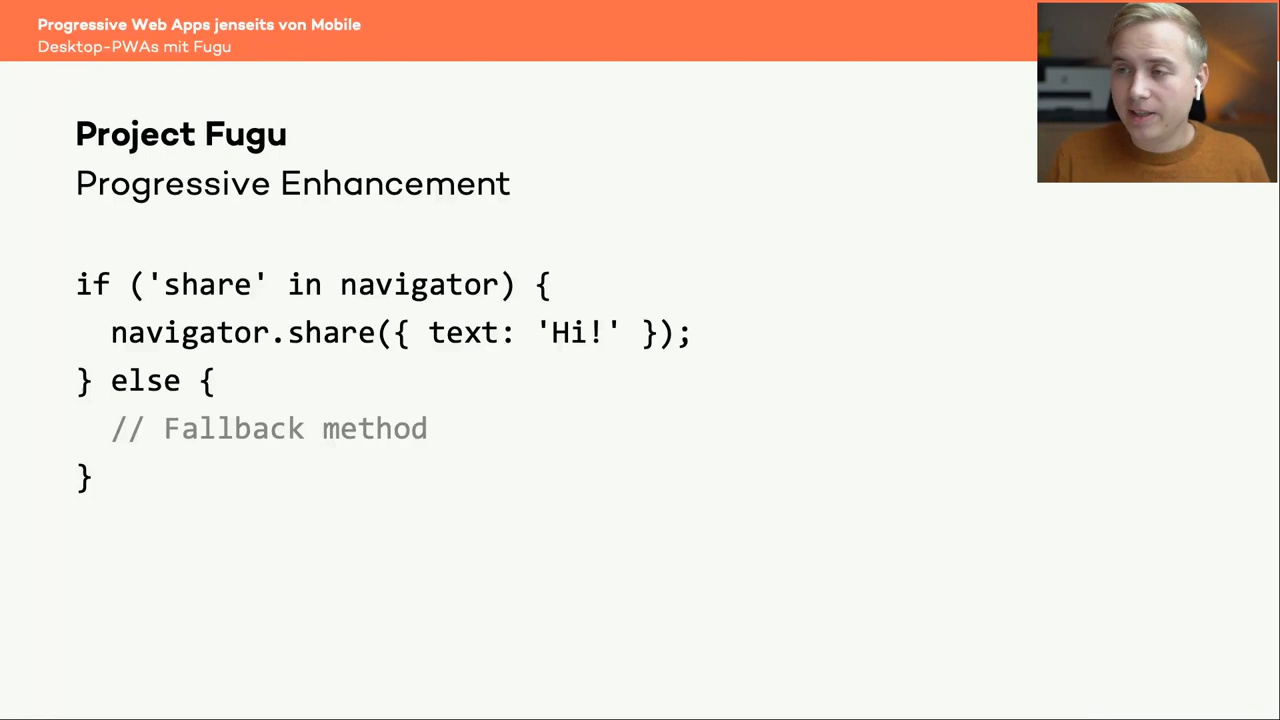 Progressive Web Apps jenseits von Mobile
Desktop-PWAs mit Fugu
Project Fugu
Progressive Enhancement
if ('share' in navigator) {
  navigator.share({ text: 'Hi!' });
} else {
  // Fallback method
}